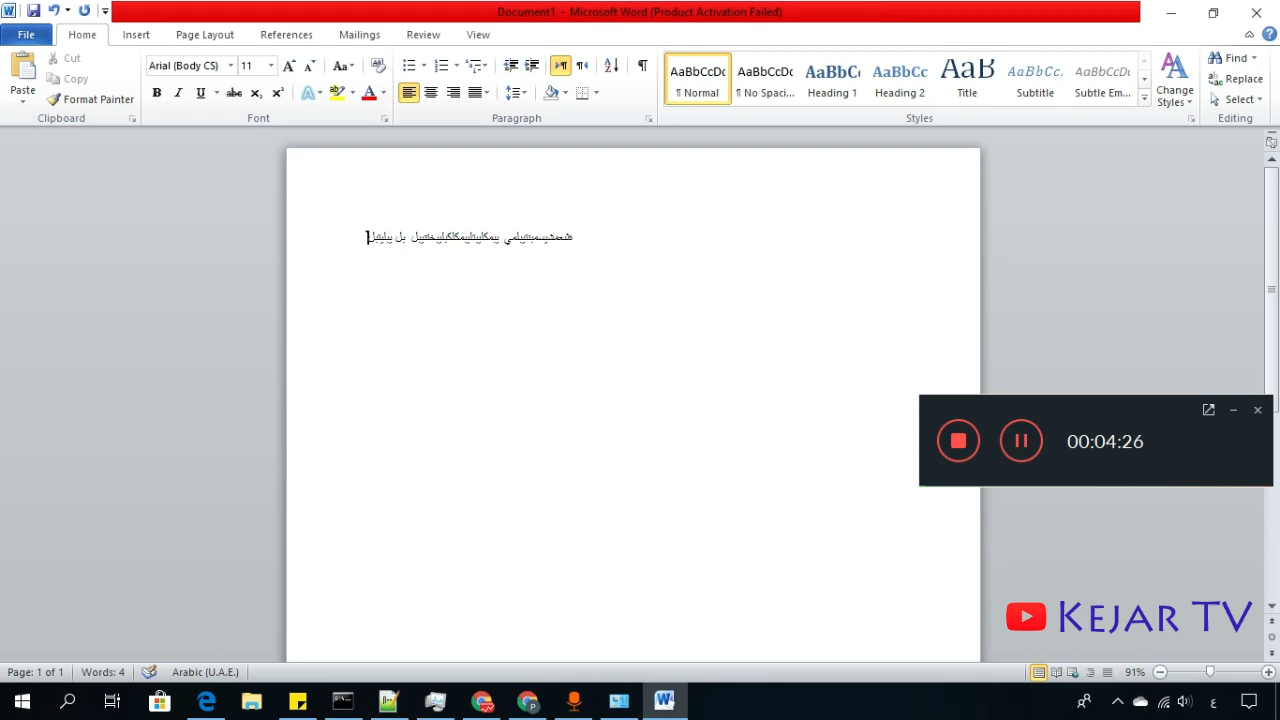 Document1 - Microsoft Word (Product Activation Failed)
File Home Insert Page Layout References Mailings Review View
Cut
Copy
Format Painter
Paste
Arial (Body CS) 11
AaBbCcDc AaBbCcDc AaBbCc AaBbCc AaB AaBbCc. AaBbCcDc
¶ Normal ¶ No Spaci... Heading 1 Heading 2 Title Subtitle Subtle Em...
Change Styles
Find
Replace
Select
Clipboard Font Paragraph Styles Editing
يل
00:04:26
KEJAR TV
Page: 1 of 1 Words: 4 Arabic (U.A.E.) 91%
ع